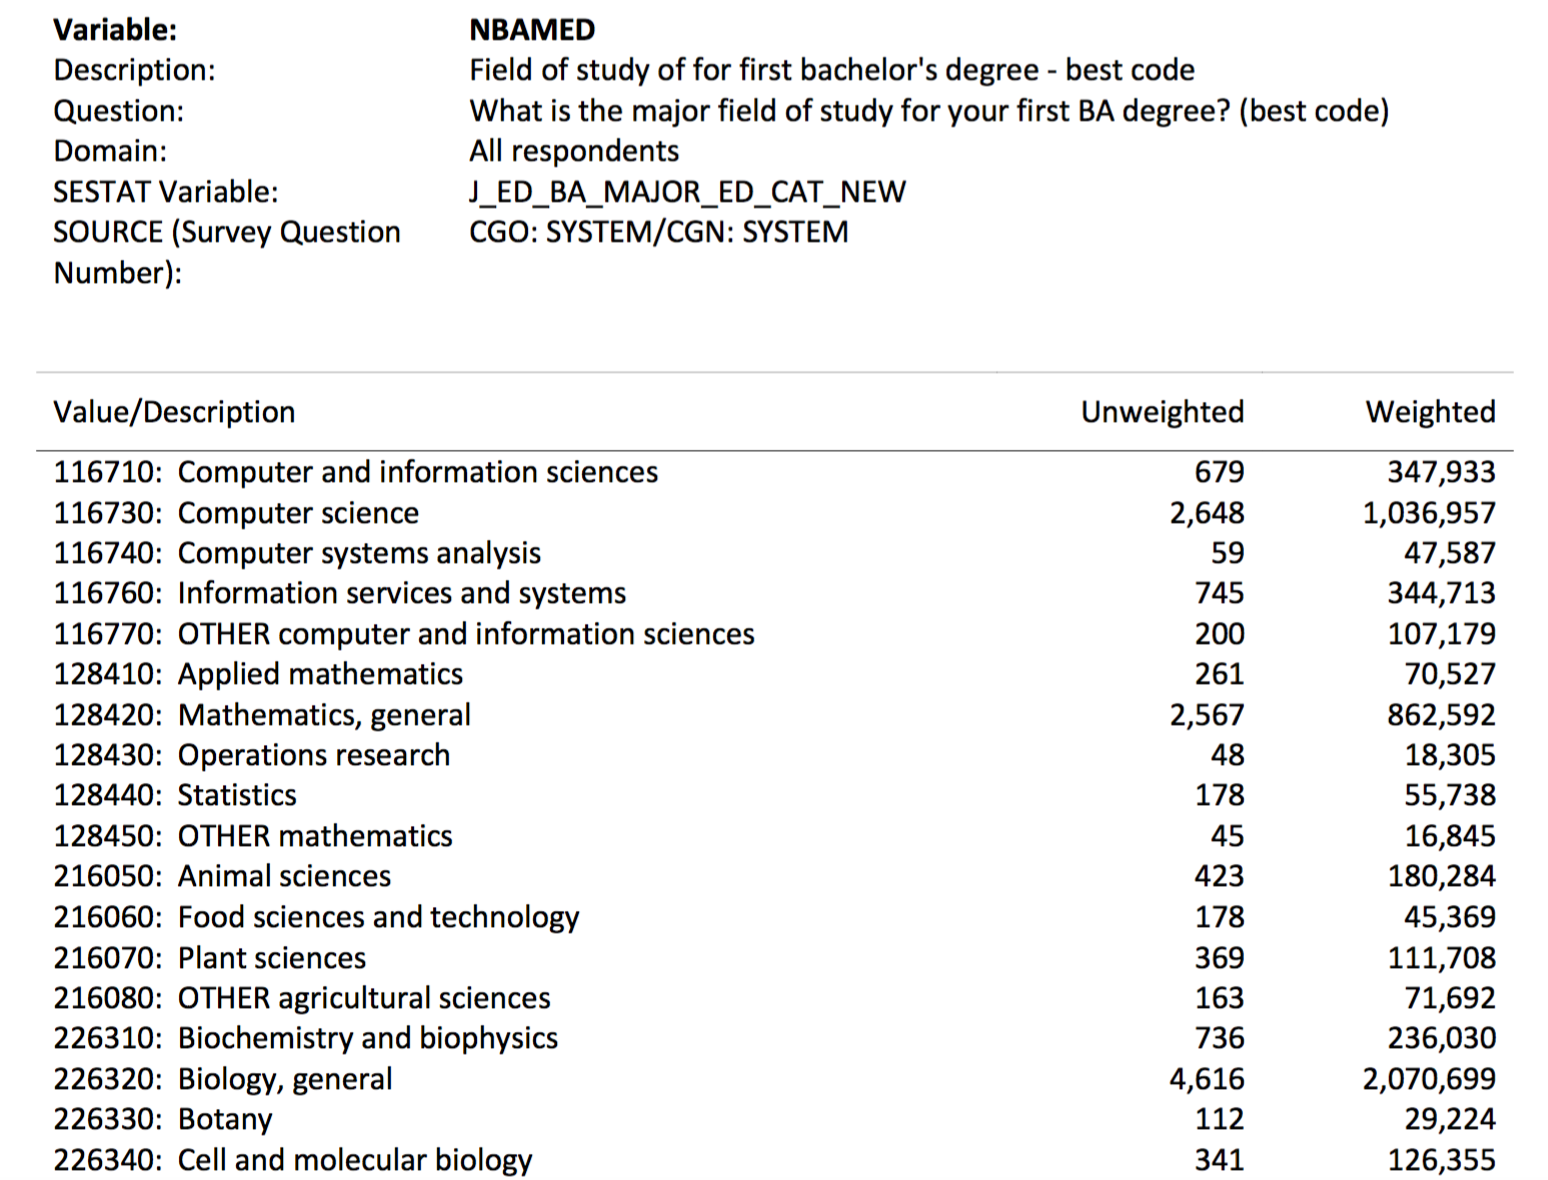 Variable: NBAMED
Description: Field of study of for first bachelor's degree - best code
Question: What is the major field of study for your first BA degree? (best code)
Domain: All respondents
SESTAT Variable: J_ED_BA_MAJOR_ED_CAT_NEW
SOURCE (Survey Question CGO: SYSTEM/CGN: SYSTEM
Number):
Value/Description Unweighted Weighted
116710: Computer and information sciences 679 347,933
116730: Computer science 2,648 1,036,957
116740: Computer systems analysis 59 47,587
116760: Information services and systems 745 344,713
116770: OTHER computer and information sciences 200 107,179
128410: Applied mathematics 261 70,527
128420: Mathematics, general 2,567 862,592
128430: Operations research 48 18,305
128440: Statistics 178 55,738
128450: OTHER mathematics 45 16,845
216050: Animal sciences 423 180,284
216060: Food sciences and technology 178 45,369
216070: Plant sciences 369 111,708
216080: OTHER agricultural sciences 163 71,692
226310: Biochemistry and biophysics 736 236,030
226320: Biology, general 4,616 2,070,699
226330: Botany 112 29,224
226340: Cell and molecular biology 341 126,355